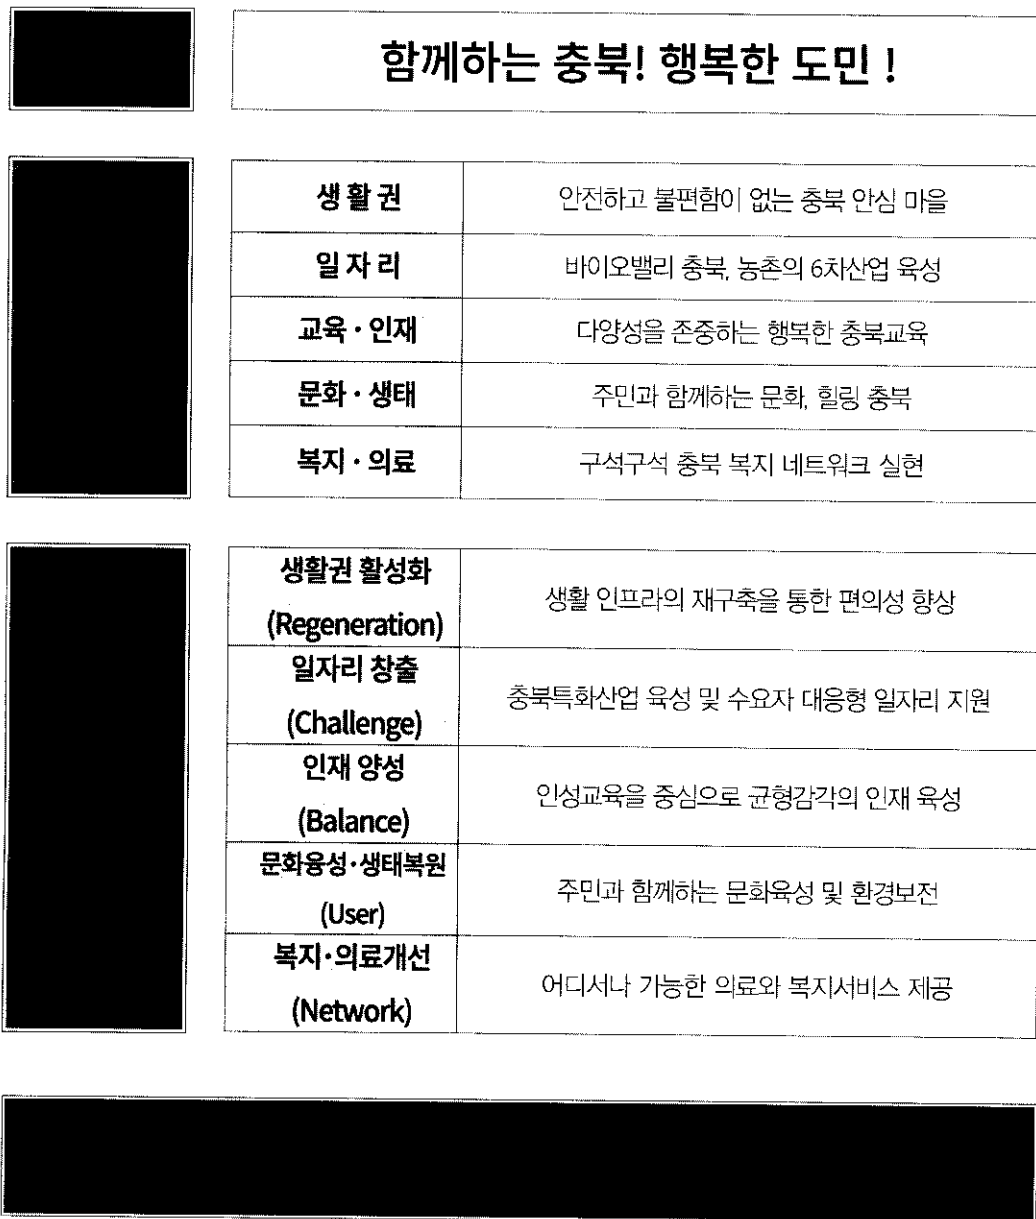 함께하는 충북! 행복한 도민 !
생 활 권 안전하고 불편함이 없는 충북 안심 마을
일 자 리 바이오밸리 충북, 농촌의 6차산업 육성
교육 · 인재 다양성을 존중하는 행복한 충북교육
문화 · 생태 주민과 함께하는 문화, 힐링 충북
복지 · 의료 구석구석 충북 복지 네트워크 실현
생활권 활성화
(Regeneration)
생활 인프라의 재구축을 통한 편의성 향상
일자리 창출
(Challenge)
충북특화산업 육성 및 수요자 대응형 일자리 지원
인재 양성
(Balance)
인성교육을 중심으로 균형감각의 인재 육성
문화융성·생태복원
(User)
주민과 함께하는 문화육성 및 환경보전
복지·의료개선
(Network)
어디서나 가능한 의료와 복지서비스 제공